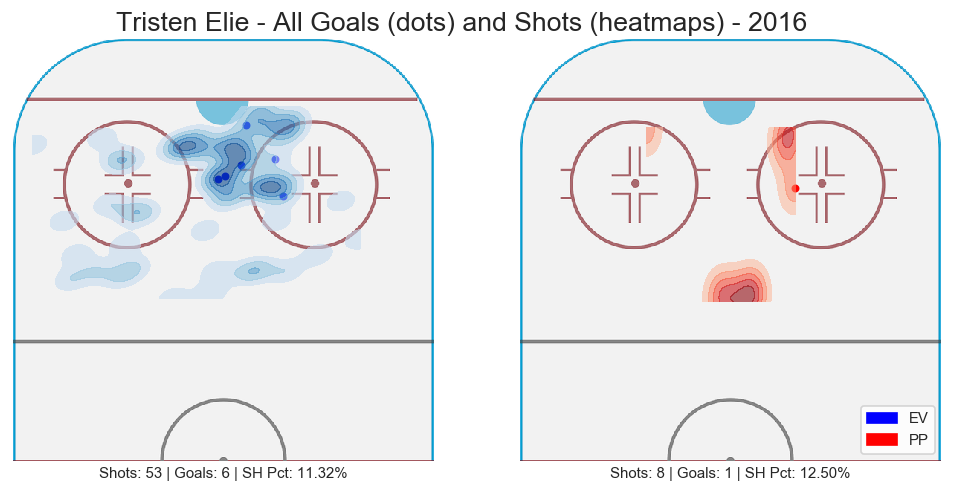 Tristen Elie - All Goals (dots) and Shots (heatmaps) - 2016
EV
PP
Shots: 53 | Goals: 6 | SH Pct: 11.32%
Shots: 8 | Goals: 1 | SH Pct: 12.50%